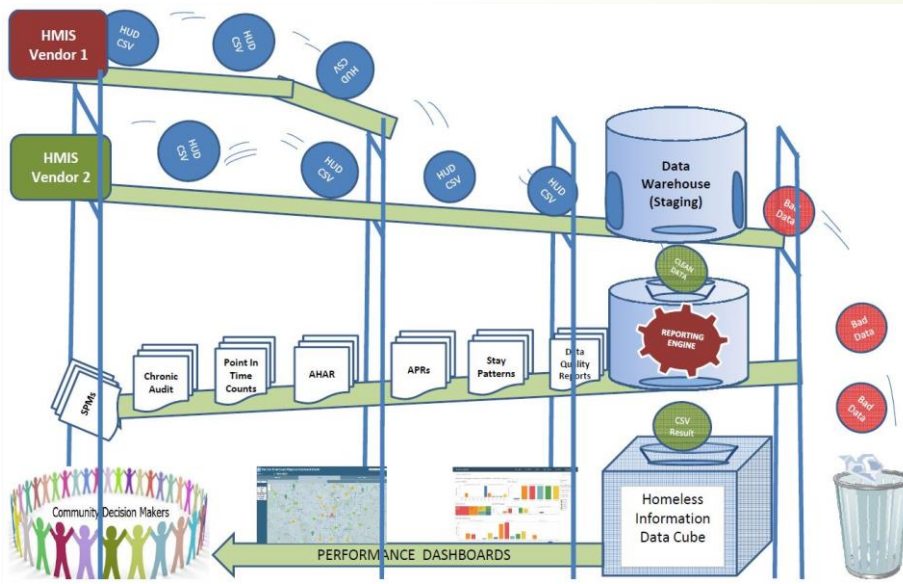 HMIS
Vendor 1
HUD
CSV
HUD
CSV
HUD
CSV
HMIS
Vendor 2
HUD
CSV
HUD
CSV
HUD
CSV
HUD
CSV
Data
Warehouse
(Staging)
Bad
Data
CLEAN
DATA
REPORTING
ENGINE
Bad
Data
SPMs
Chronic
Audit
Point In
Time
Counts
AHAR
APRs
Stay
Patterns
Data
Quality
Reports
CSV
Result
Bad
Data
Community Decision Makers
Homeless
Information
Data Cube
PERFORMANCE DASHBOARDS